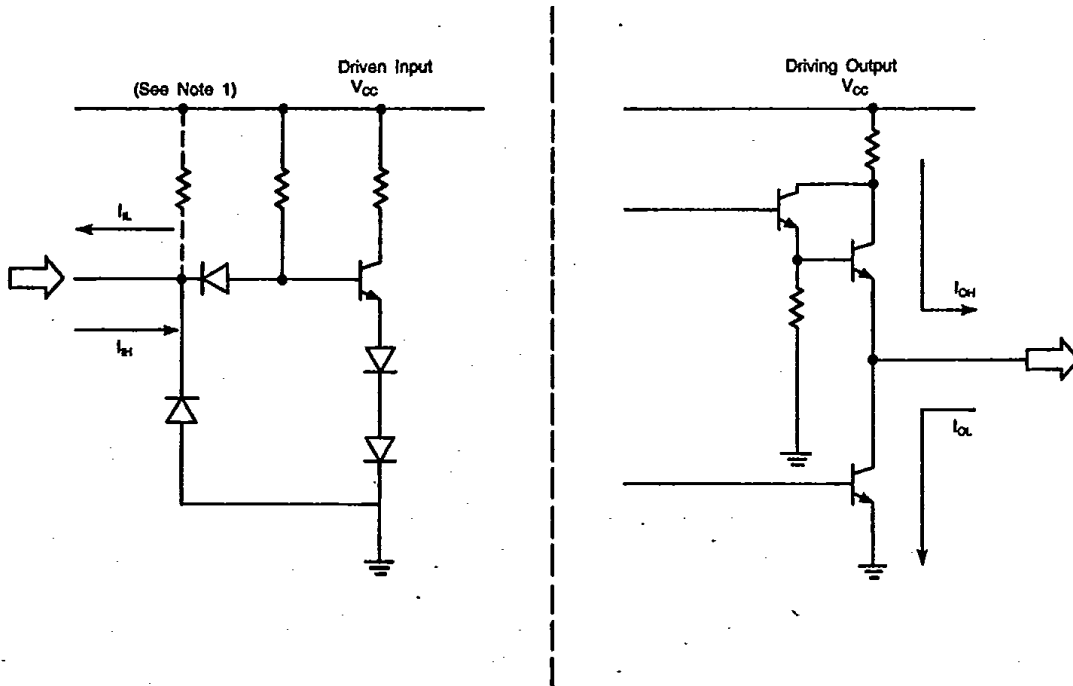 (See Note 1)
Driven Input
VCC
IIL
IIH
Driving Output
VCC
IOH
IOL